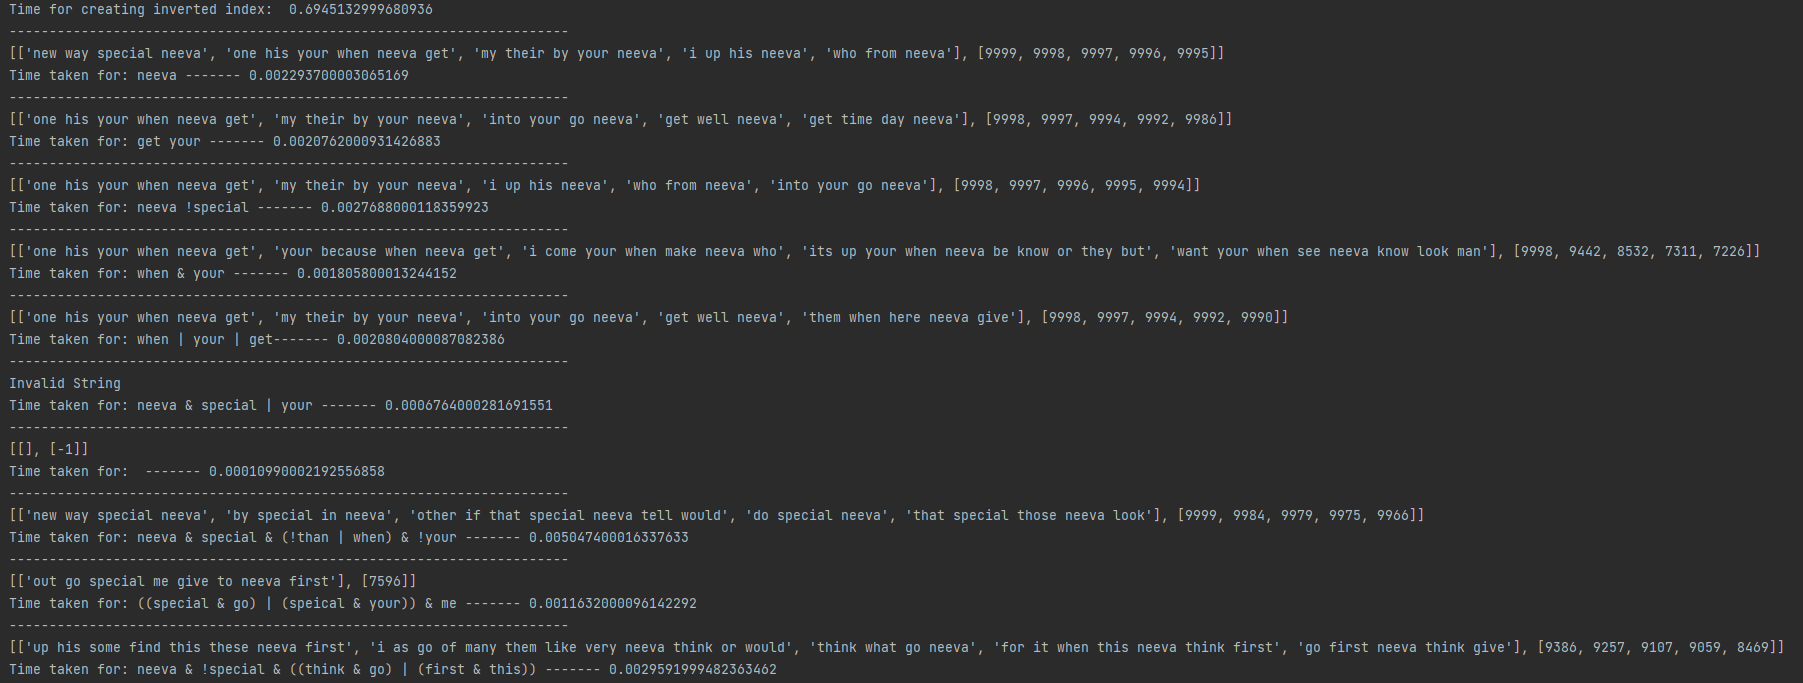 Time for creating inverted index:  0.6945132999680936
----------------------------------------------------------------------
[['new way special neeva', 'one his your when neeva get', 'my their by your neeva', 'i up his neeva', 'who from neeva'], [9999, 9998, 9997, 9996, 9995]]
Time taken for: neeva ------- 0.002293700003065169
----------------------------------------------------------------------
[['one his your when neeva get', 'my their by your neeva', 'into your go neeva', 'get well neeva', 'get time day neeva'], [9998, 9997, 9994, 9992, 9986]]
Time taken for: get your ------- 0.0020762000931426883
----------------------------------------------------------------------
[['one his your when neeva get', 'my their by your neeva', 'i up his neeva', 'who from neeva', 'into your go neeva'], [9998, 9997, 9996, 9995, 9994]]
Time taken for: neeva !special ------- 0.0027688000118359923
----------------------------------------------------------------------
[['one his your when neeva get', 'your because when neeva get', 'i come your when make neeva who', 'its up your when neeva be know or they but', 'want your when see neeva know look man'], [9998, 9442, 8532, 7311, 7226]]
Time taken for: when & your ------- 0.001805800013244152
----------------------------------------------------------------------
[['one his your when neeva get', 'my their by your neeva', 'into your go neeva', 'get well neeva', 'them when here neeva give'], [9998, 9997, 9994, 9992, 9990]]
Time taken for: when | your | get------- 0.0020804000087082386
----------------------------------------------------------------------
Invalid String
Time taken for: neeva & special | your ------- 0.0006764000281691551
----------------------------------------------------------------------
[[], [-1]]
Time taken for:  ------- 0.00010990002192556858
----------------------------------------------------------------------
[['new way special neeva', 'by special in neeva', 'other if that special neeva tell would', 'do special neeva', 'that special those neeva look'], [9999, 9984, 9979, 9975, 9966]]
Time taken for: neeva & special & (!than | when) & !your ------- 0.005047400016337633
----------------------------------------------------------------------
[['out go special me give to neeva first'], [7596]]
Time taken for: ((special & go) | (speical & your)) & me ------- 0.0011632000096142292
----------------------------------------------------------------------
[['up his some find this these neeva first', 'i as go of many them like very neeva think or would', 'think what go neeva', 'for it when this neeva think first', 'go first neeva think give'], [9386, 9257, 9107, 9059, 8469]]
Time taken for: neeva & !special & ((think & go) | (first & this)) ------- 0.0029591999482363462